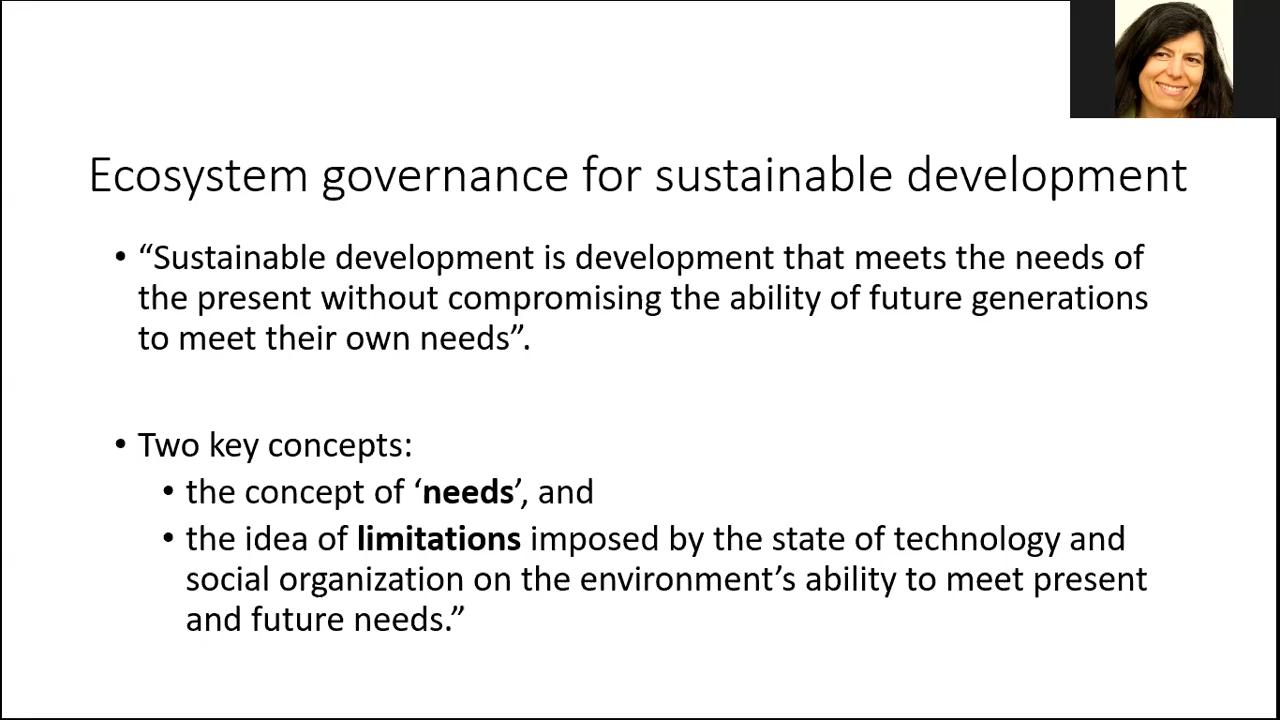 Ecosystem governance for sustainable development
• “Sustainable development is development that meets the needs of
the present without compromising the ability of future generations
to meet their own needs”.
• Two key concepts:
• the concept of ‘needs’, and
• the idea of limitations imposed by the state of technology and
social organization on the environment’s ability to meet present
and future needs.”